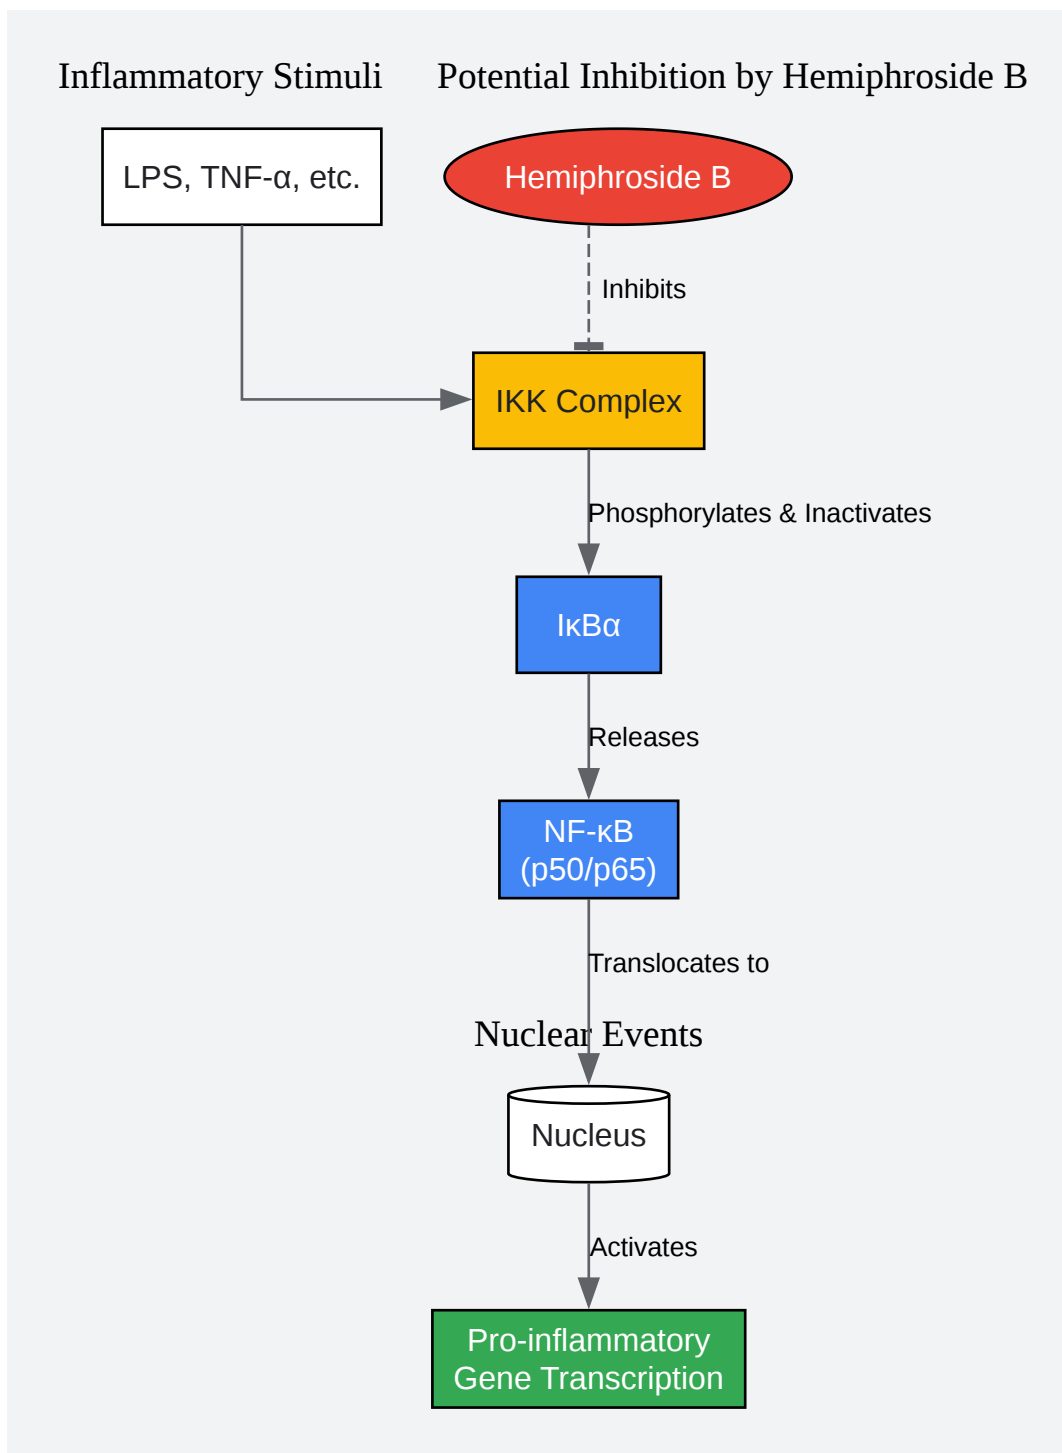 Inflammatory Stimuli
Potential Inhibition by Hemiphroside B
LPS, TNF-α, etc.
Hemiphroside B
Inhibits
IKK Complex
Phosphorylates & Inactivates
IκBα
Releases
NF-κB
(p50/p65)
Translocates to
Nuclear Events
Nucleus
Activates
Pro-inflammatory
Gene Transcription